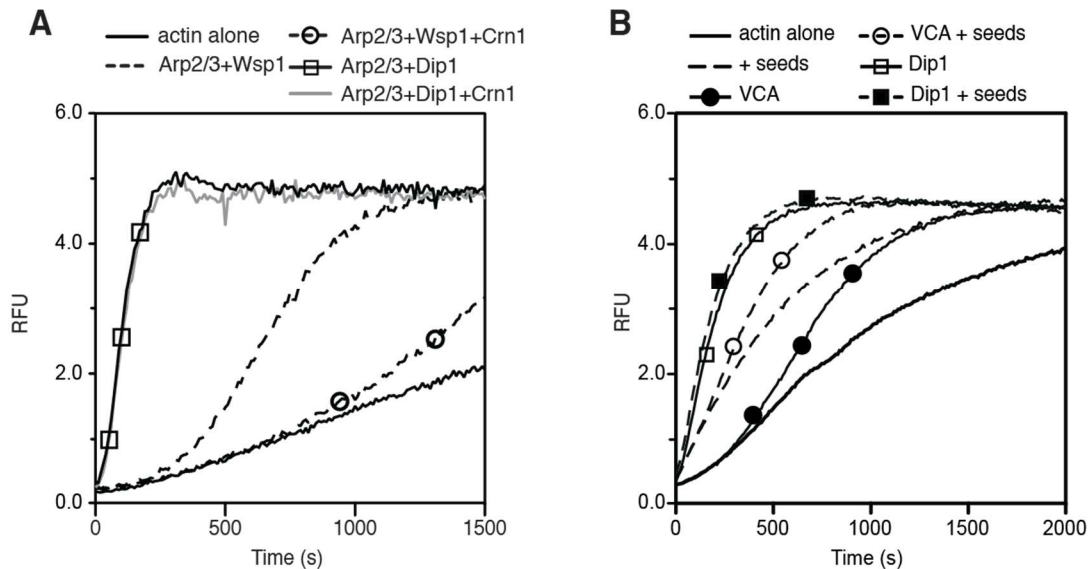 A
actin alone
Arp2/3+Wsp1
Arp2/3+Wsp1+Crn1
Arp2/3+Dip1
Arp2/3+Dip1+Crn1
6.0
4.0
2.0
0.0
RFU
0
500
1000
1500
Time (s)
B
actin alone
+ seeds
VCA
VCA + seeds
Dip1
Dip1 + seeds
6.0
4.0
2.0
0.0
RFU
0
500
1000
1500
2000
Time (s)